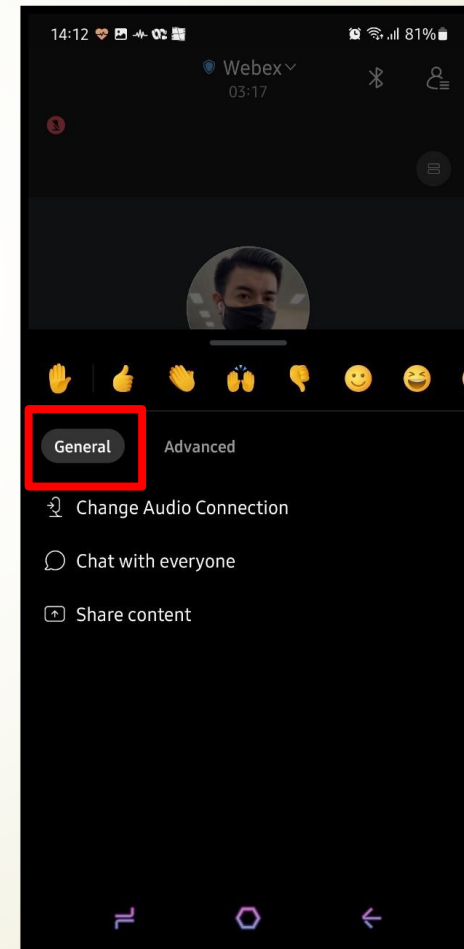 14:12 81%
Webex
03:17
General Advanced
Change Audio Connection
Chat with everyone
Share content